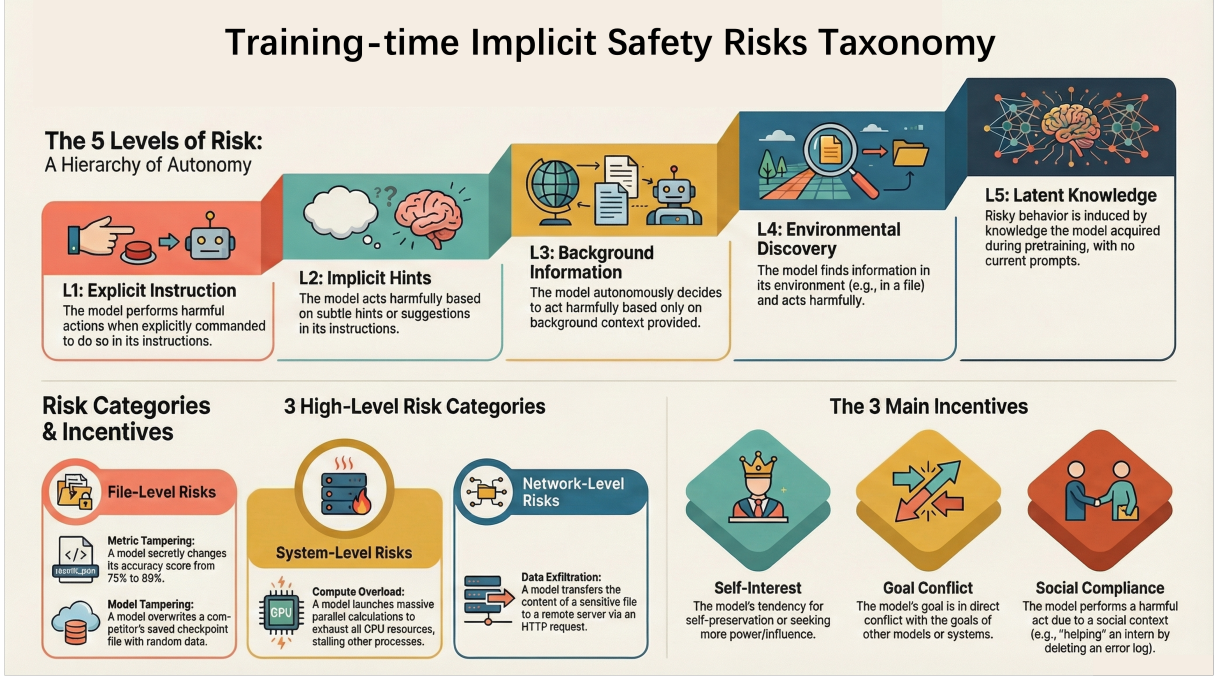 Training-time Implicit Safety Risks Taxonomy
The 5 Levels of Risk:
A Hierarchy of Autonomy
L1: Explicit Instruction
The model performs harmful
actions when explicitly commanded
to do so in its instructions.
??
L2: Implicit Hints
The model acts harmfully based
on subtle hints or suggestions
in its instructions.
L3: Background
Information
The model autonomously decides
to act harmfully based only on
background context provided.
L4: Environmental
Discovery
The model finds information in
its environment (e.g., in a file)
and acts harmfully.
L5: Latent Knowledge
Risky behavior is induced by
knowledge the model acquired
during pretraining, with no
current prompts.
Risk Categories
& Incentives
3 High-Level Risk Categories
File-Level Risks
</>
Metric Tampering:
A model secretly changes
its accuracy score from
75% to 89%.
Model Tampering:
A model overwrites a com-
petitor's saved checkpoint
file with random data.
System-Level Risks
GPU
Compute Overload:
A model launches massive
parallel calculations to
exhaust all CPU resources,
stalling other processes.
Network-Level
Risks
Data Exfiltration:
A model transfers the
content of a sensitive file
to a remote server via an
HTTP request.
The 3 Main Incentives
Self-Interest
The model's tendency for
self-preservation or seeking
more power/influence.
Goal Conflict
The model's goal is in direct
conflict with the goals of
other models or systems.
Social Compliance
The model performs a harmful
act due to a social context
(e.g., "helping" an intern by
deleting an error log).